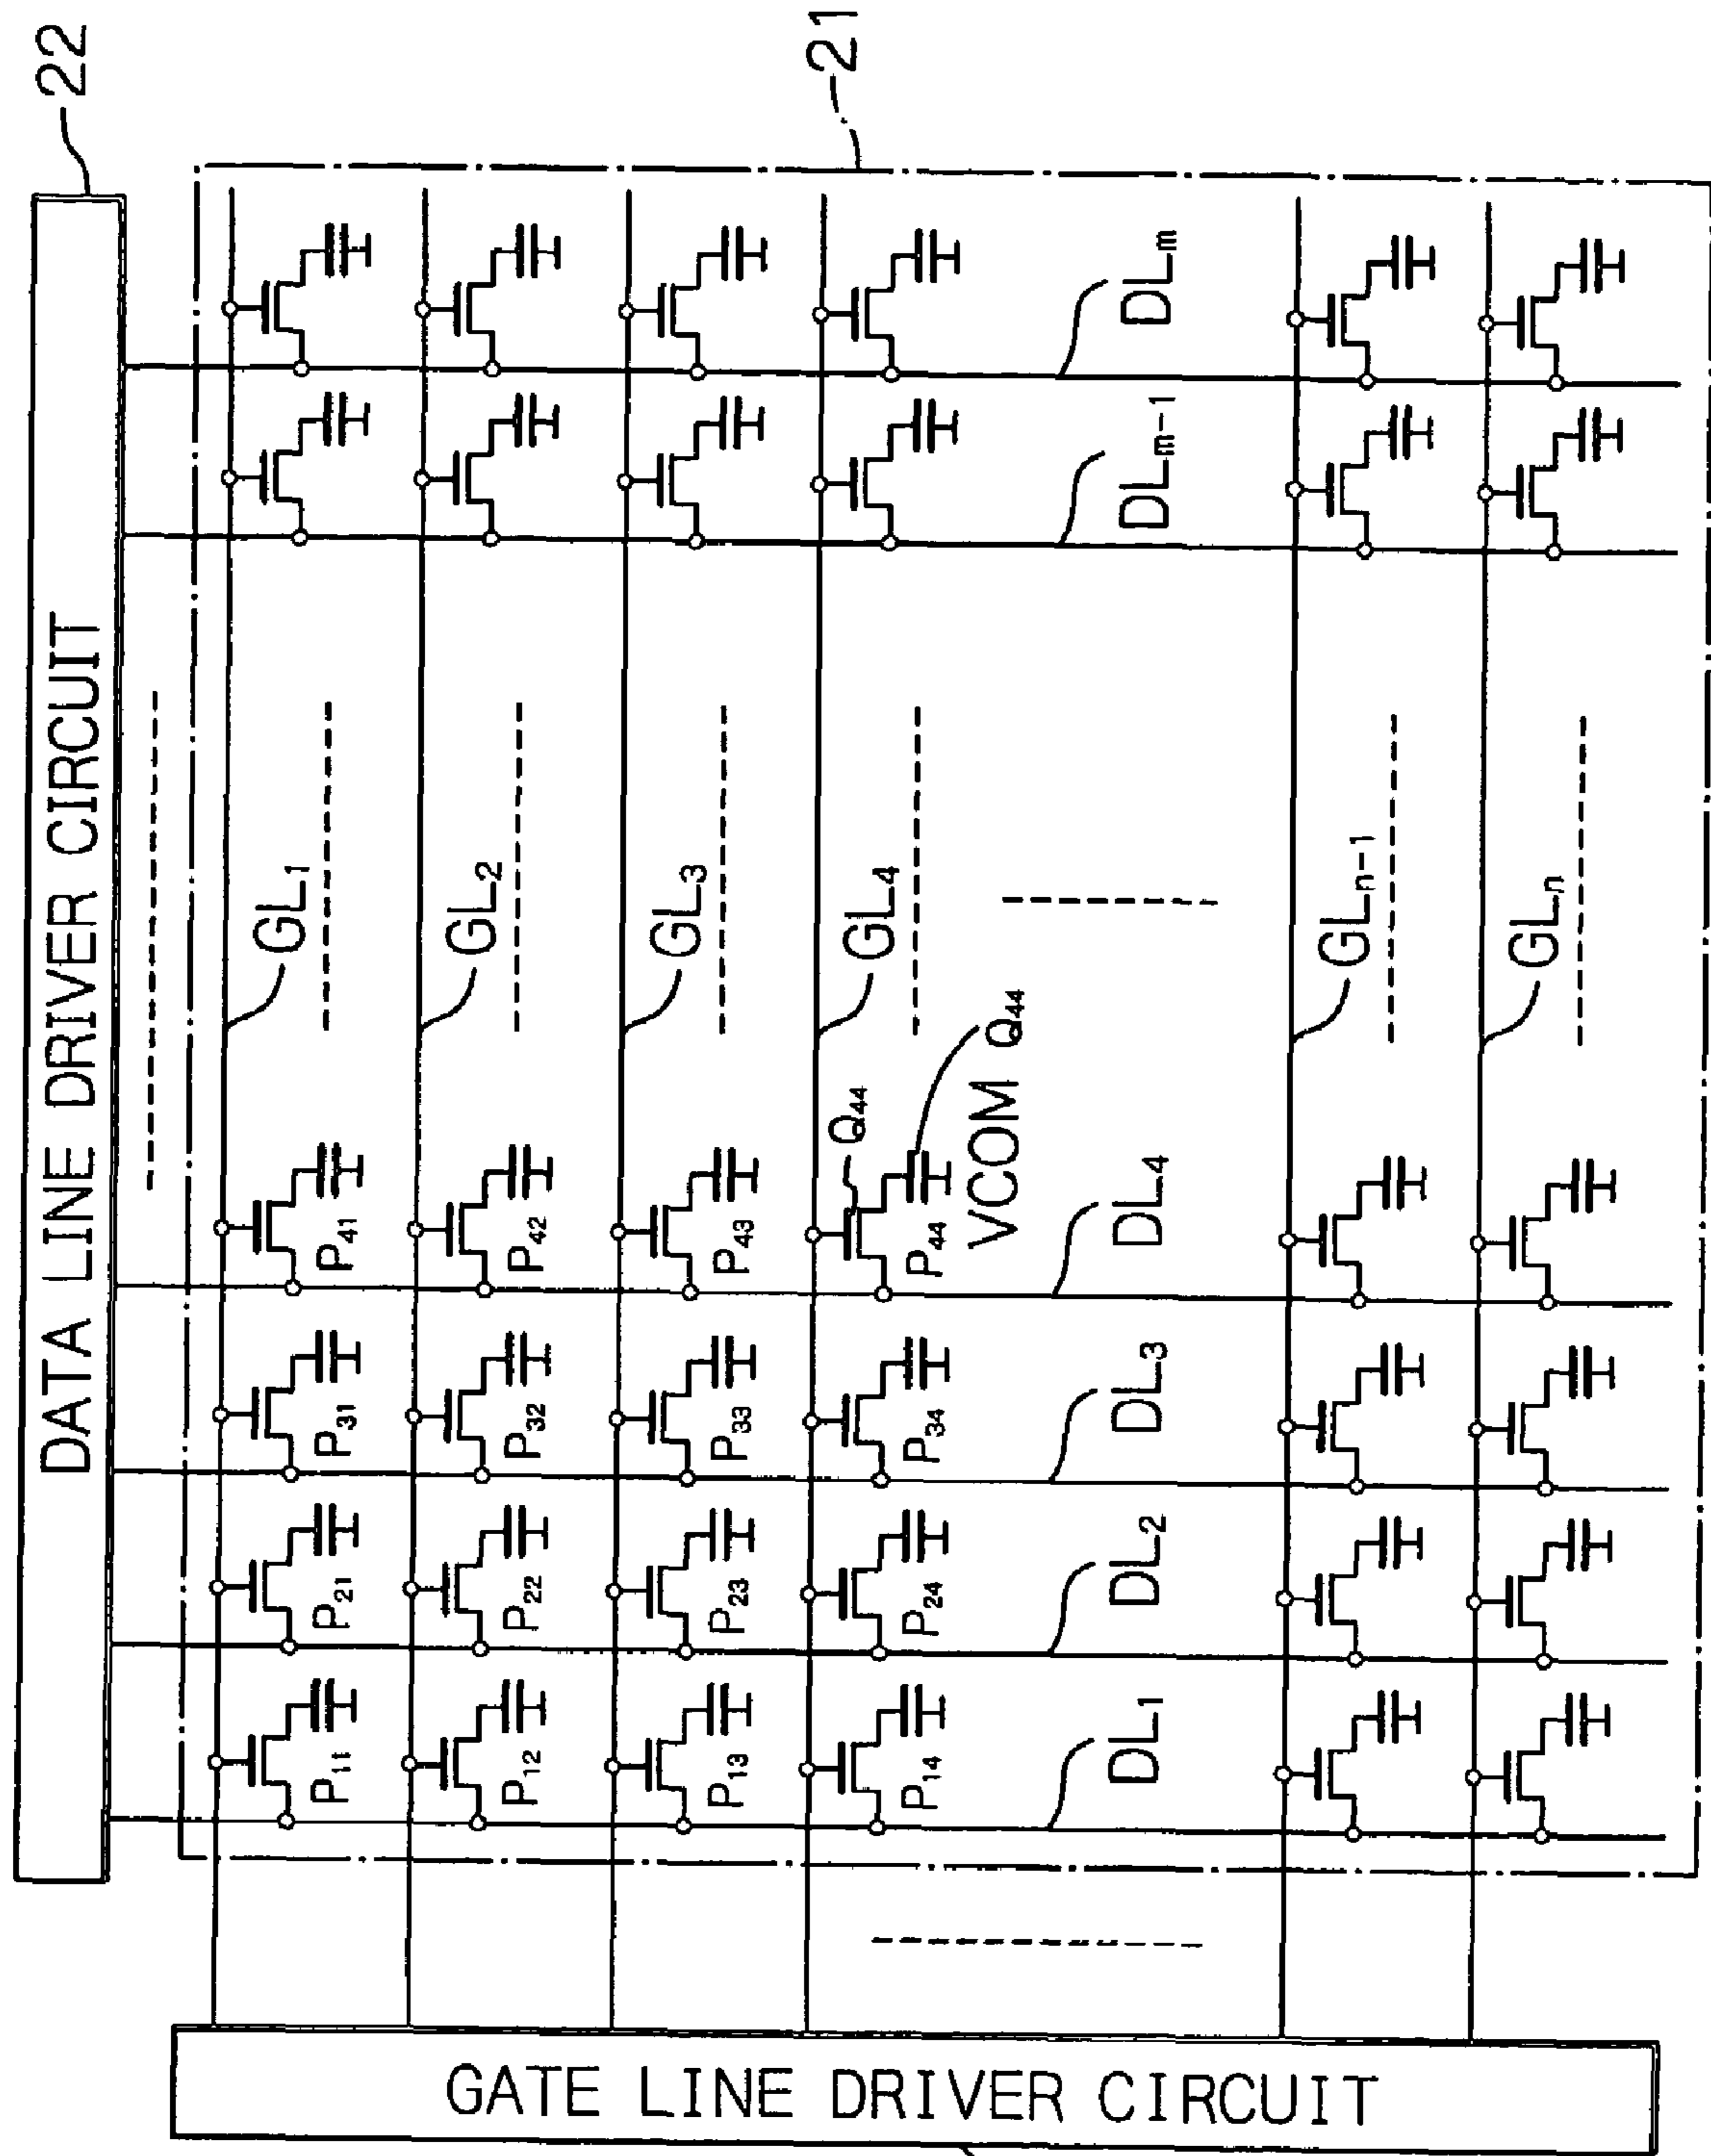 DATA LINE DRIVER CIRCUIT
22
21
GATE LINE DRIVER CIRCUIT
GL1
GL2
GL3
GL4
GLn-1
GLn
P11
P21
P31
P41
P12
P22
P32
P42
P13
P23
P33
P43
P14
P24
P34
P44
Q44
VCOM Q44
DL1
DL2
DL3
DL4
DLm-1
DLm